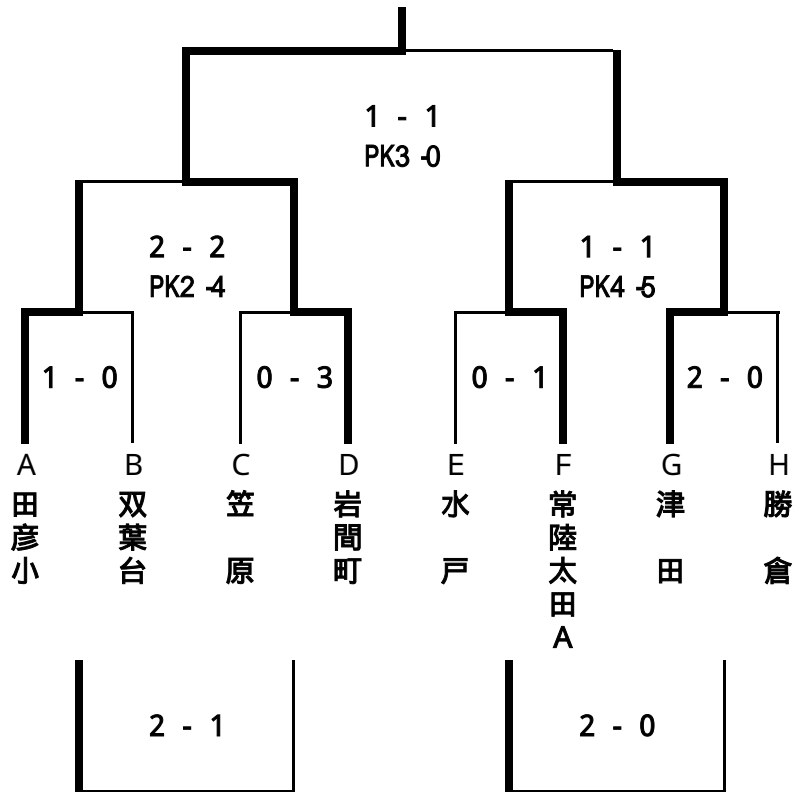 1 - 1
PK3 -0
2 - 2
PK2 -4
1 - 1
PK4 -5
1 - 0
0 - 3
0 - 1
2 - 0
A
B
C
D
E
F
G
H
田彦小
双葉台
笠原
岩間町
水戸
常陸太田A
津田
勝倉
2 - 1
2 - 0